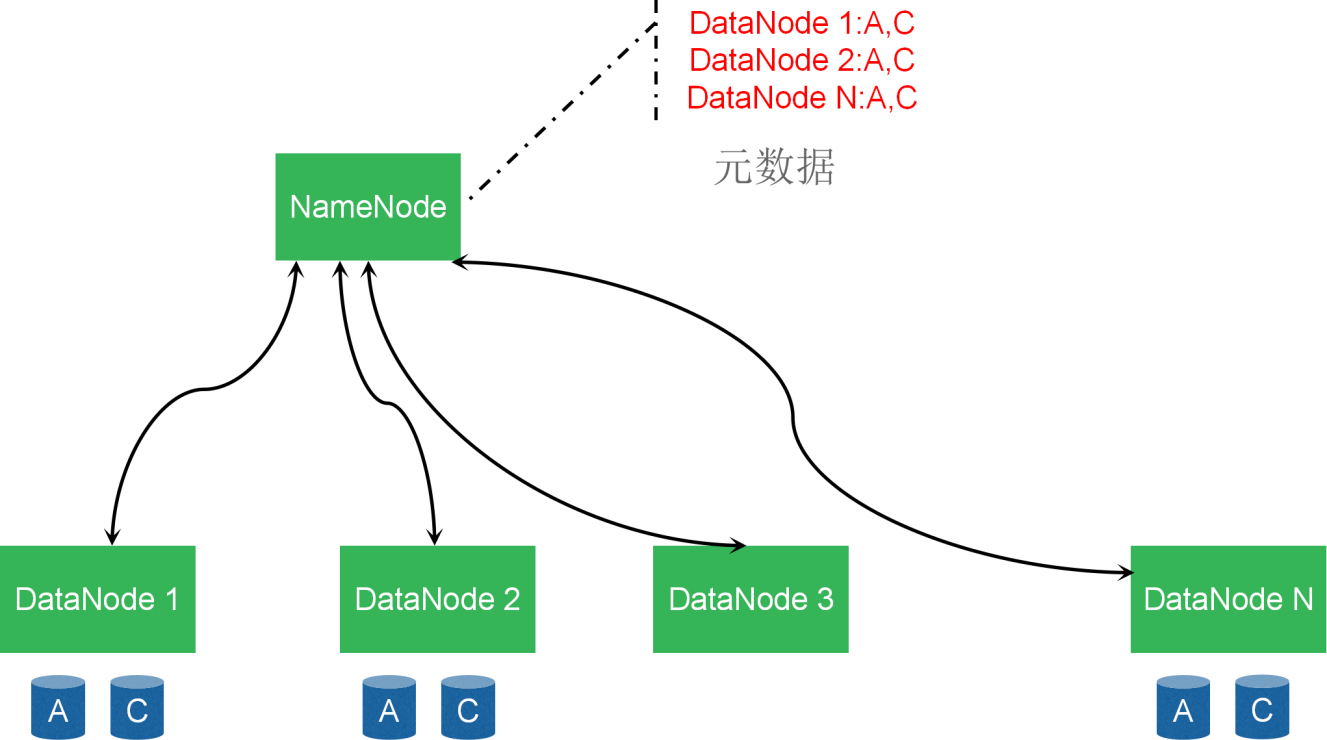 DataNode 1:A,C
DataNode 2:A,C
DataNode N:A,C
元数据
NameNode
DataNode 1
DataNode 2
DataNode 3
DataNode N
A
C
A
C
A
C